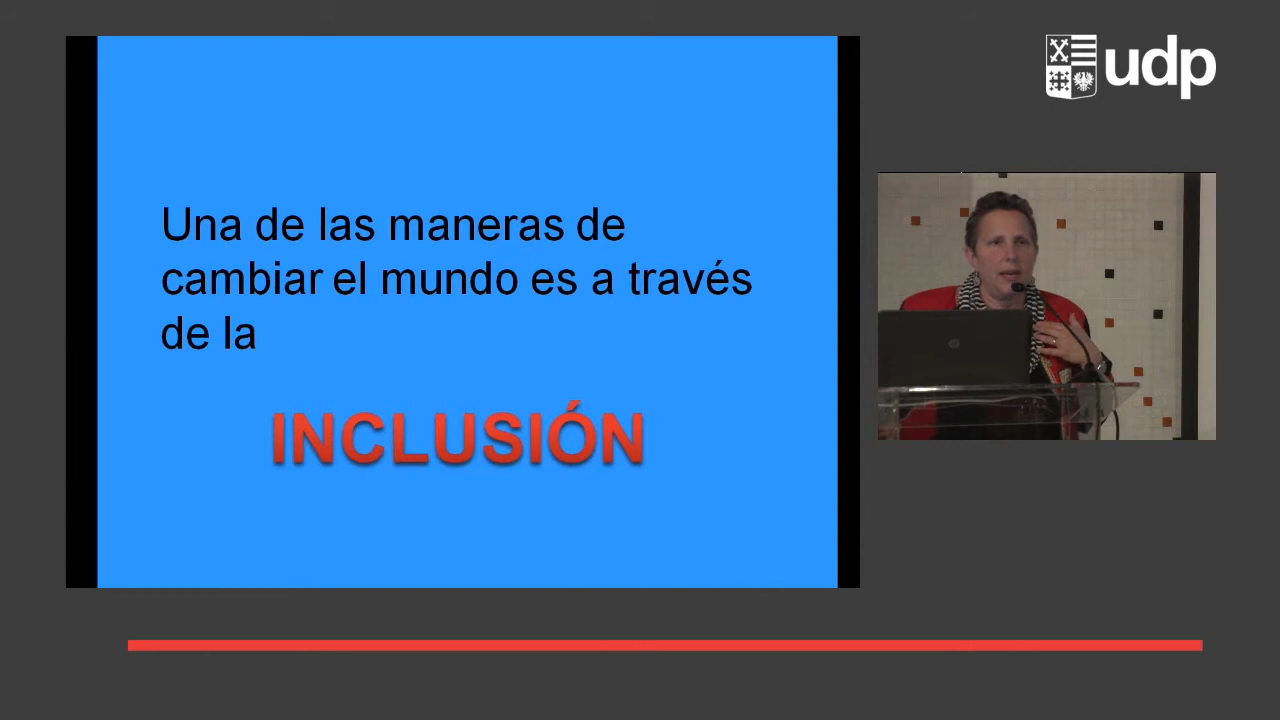 Una de las maneras de
cambiar el mundo es a través
de la
INCLUSIÓN
udp